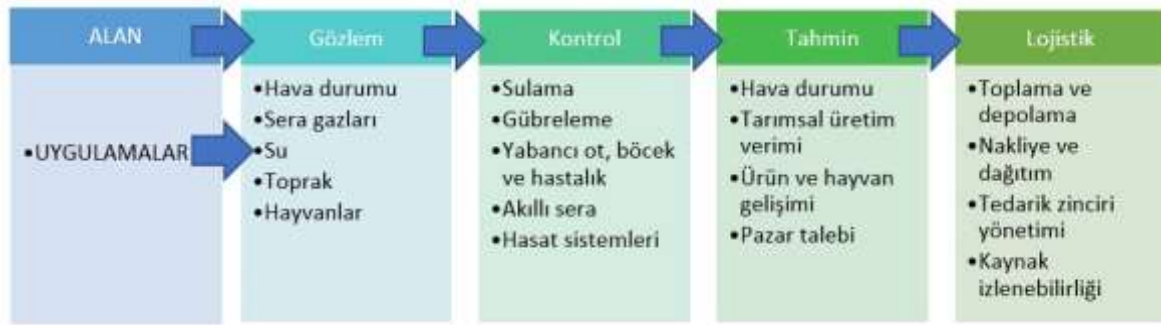 ALAN
•UYGULAMALAR
Gözlem
•Hava durumu
•Sera gazları
•Su
•Toprak
•Hayvanlar
Kontrol
•Sulama
•Gübreleme
•Yabancı ot, böcek
ve hastalık
•Akıllı sera
•Hasat sistemleri
Tahmin
•Hava durumu
•Tarımsal üretim
verimi
•Ürün ve hayvan
gelişimi
•Pazar talebi
Lojistik
•Toplama ve
depolama
•Nakliye ve
dağıtım
•Tedarik zinciri
yönetimi
•Kaynak
izlenebilirliği